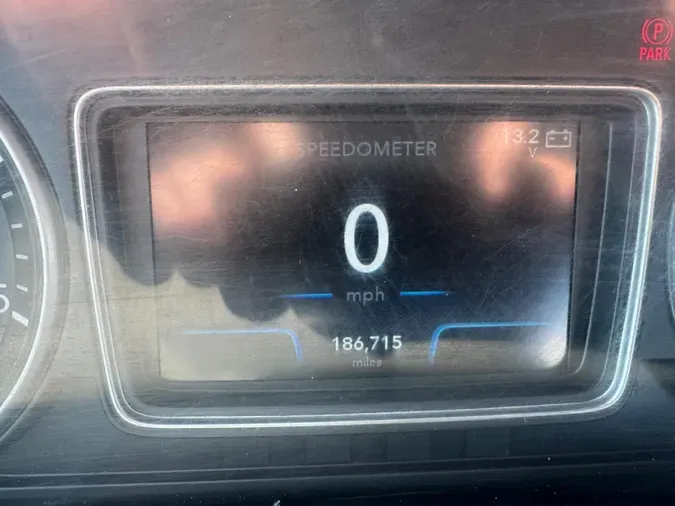 P
PARK
SPEEDOMETER
13.2
V
0
mph
186,715
miles